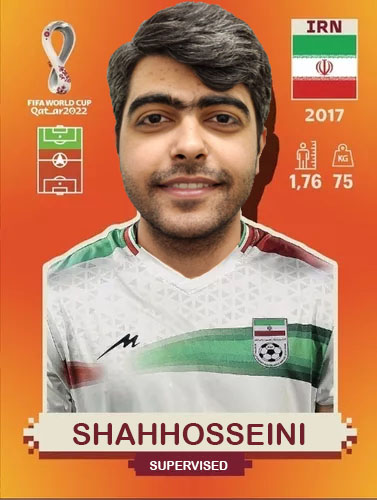 IRN
FIFA WORLD CUP
Qatar2022
2017
KG
1,76 75
SHAHHOSSEINI
SUPERVISED